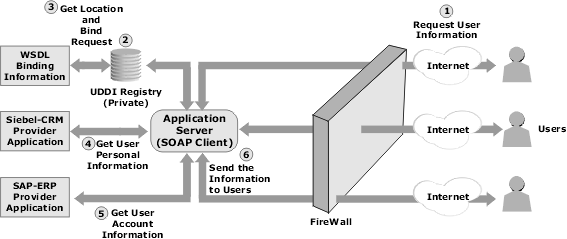 3 Get Location
and
Bind
Request
1
Request User
Information
2
WSDL
Binding
Information
UDDI Registry
(Private)
Internet
Siebel-CRM
Provider
Application
Application
Server
(SOAP Client)
Internet
Users
4 Get User
Personal
Information
6
Send the
Information
to Users
SAP-ERP
Provider
Application
5 Get User
Account
Information
Internet
FireWall